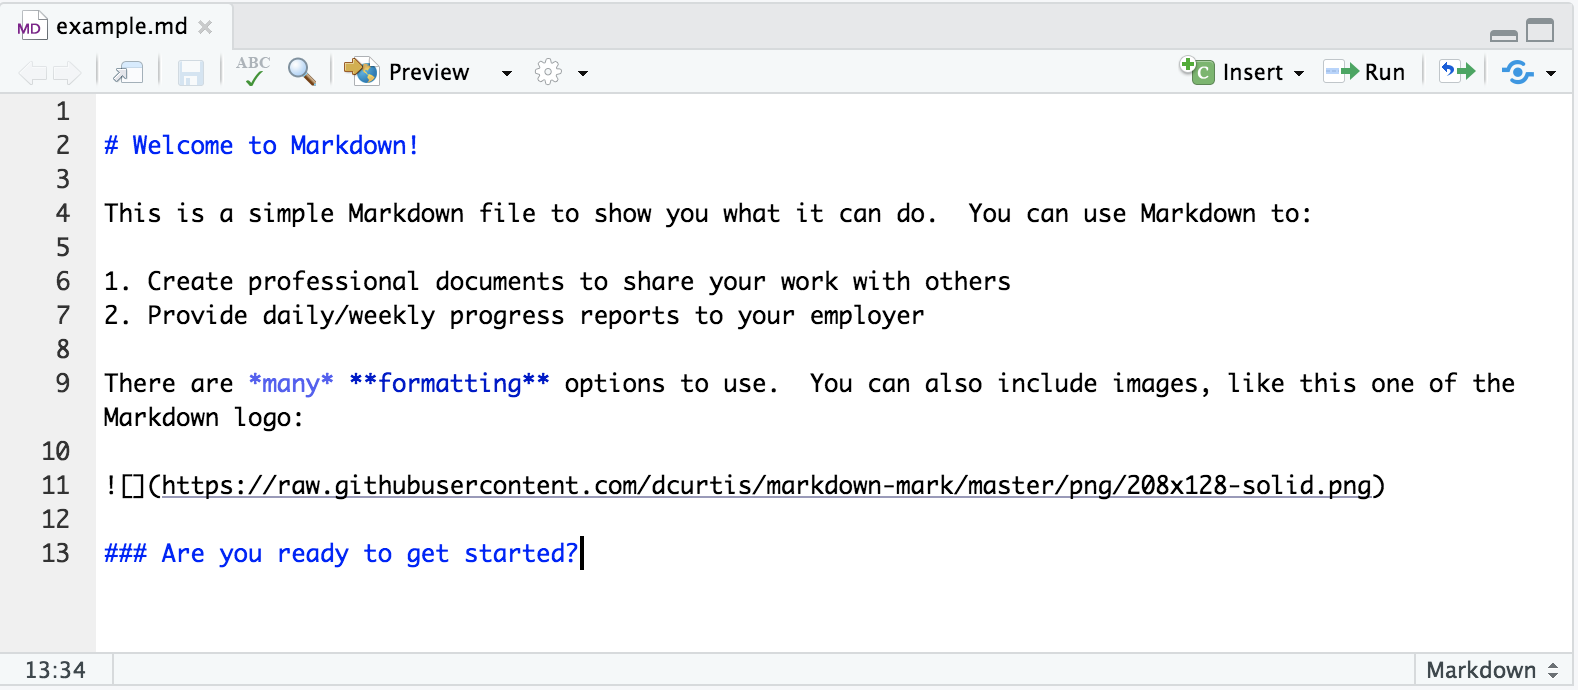 MD example.md
ABC Preview Insert Run
1
2 # Welcome to Markdown!
3
4 This is a simple Markdown file to show you what it can do.  You can use Markdown to:
5
6 1. Create professional documents to share your work with others
7 2. Provide daily/weekly progress reports to your employer
8
9 There are *many* **formatting** options to use.  You can also include images, like this one of the
Markdown logo:
10
11 ![](https://raw.githubusercontent.com/dcurtis/markdown-mark/master/png/208x128-solid.png)
12
13 ### Are you ready to get started?
13:34 Markdown